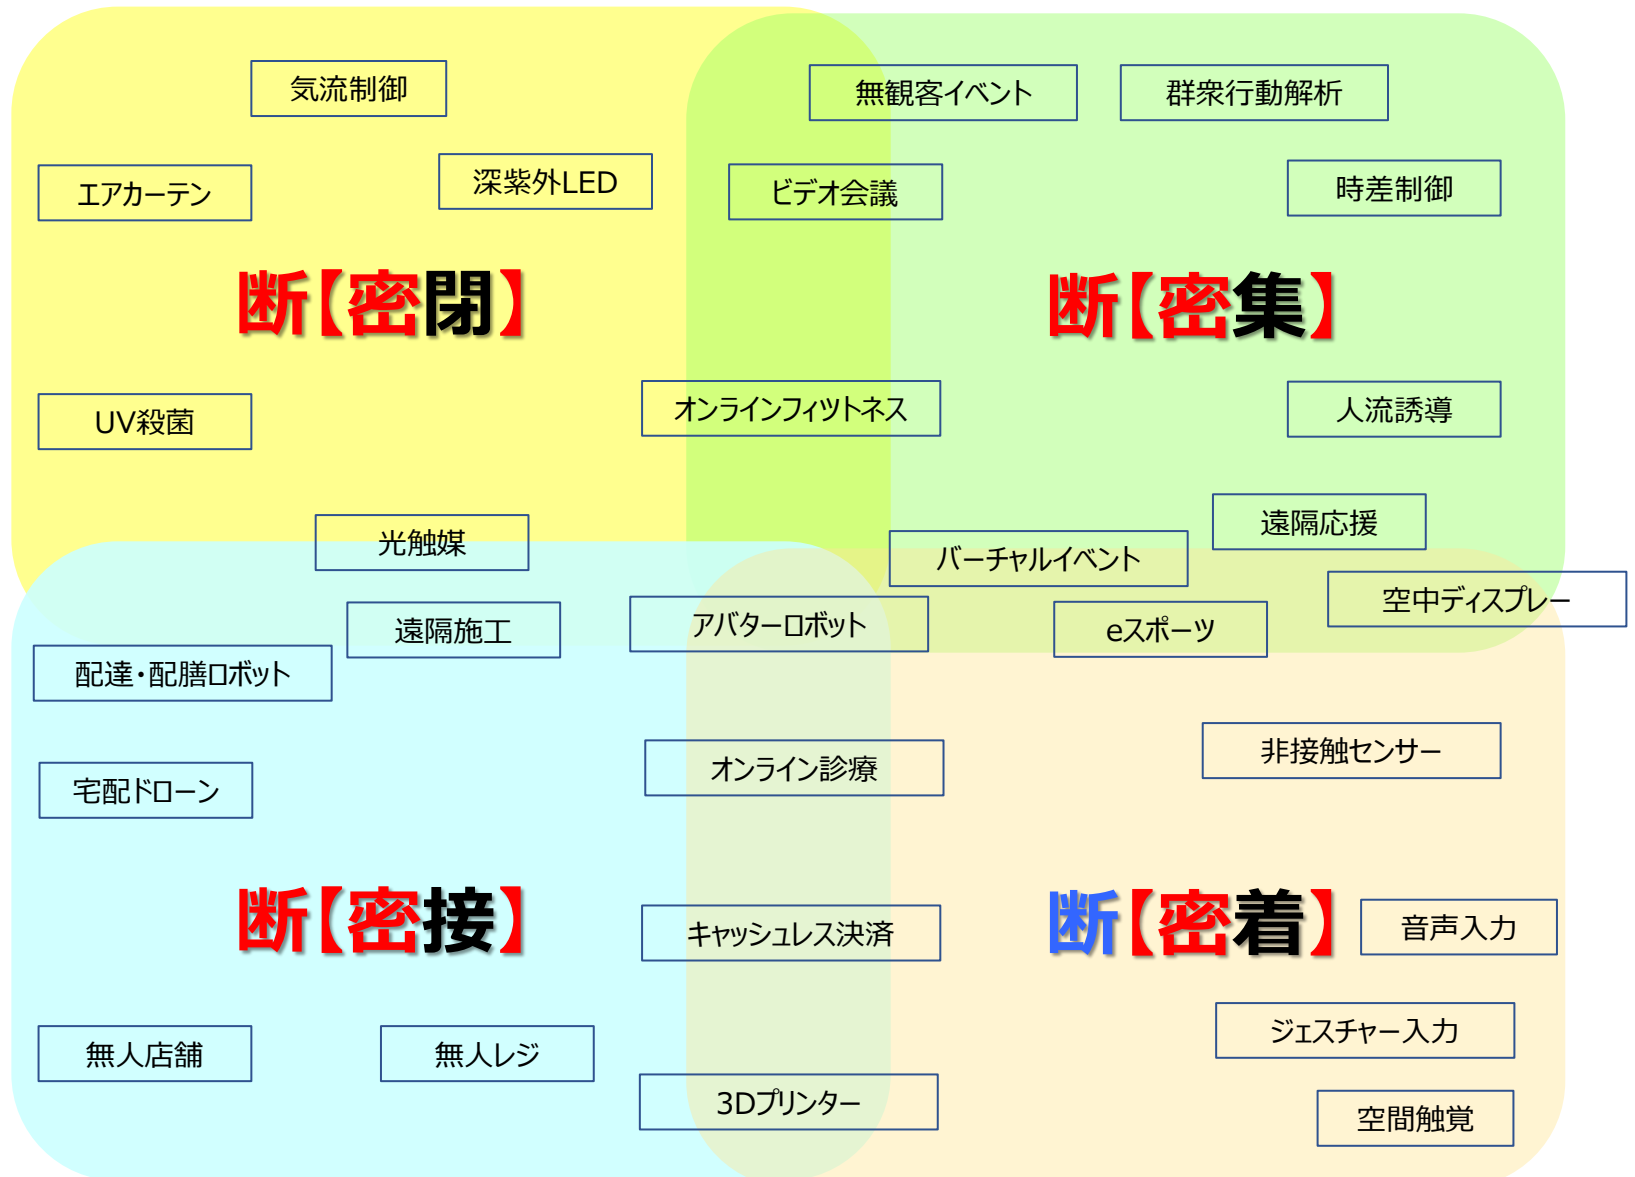 気流制御
無観客イベント
群衆行動解析
エアカーテン
深紫外LED
ビデオ会議
時差制御
断【密閉】
断【密集】
UV殺菌
オンラインフィツトネス
人流誘導
光触媒
バーチャルイベント
遠隔応援
空中ディスプレー
遠隔施工
アバターロボット
eスポーツ
配達・配膳ロボット
宅配ドローン
オンライン診療
非接触センサー
断【密接】
キャッシュレス決済
断【密着】
音声入力
無人店舗
無人レジ
ジェスチャー入力
3Dプリンター
空間触覚